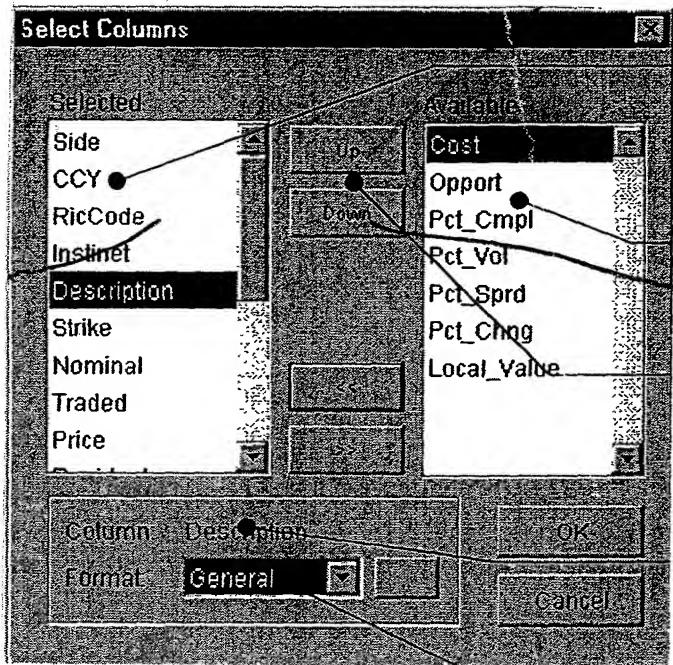 Select Columns
Selected
Available
Side
CCY
RicCode
Instinet
Description
Strike
Nominal
Traded
Price
Up
Down
<<
>>
Cost
Opport
Pct_Cmpl
Pct_Vol
Pct_Sprd
Pct_Chng
Local_Value
Column Description
Format General
OK
Cancel